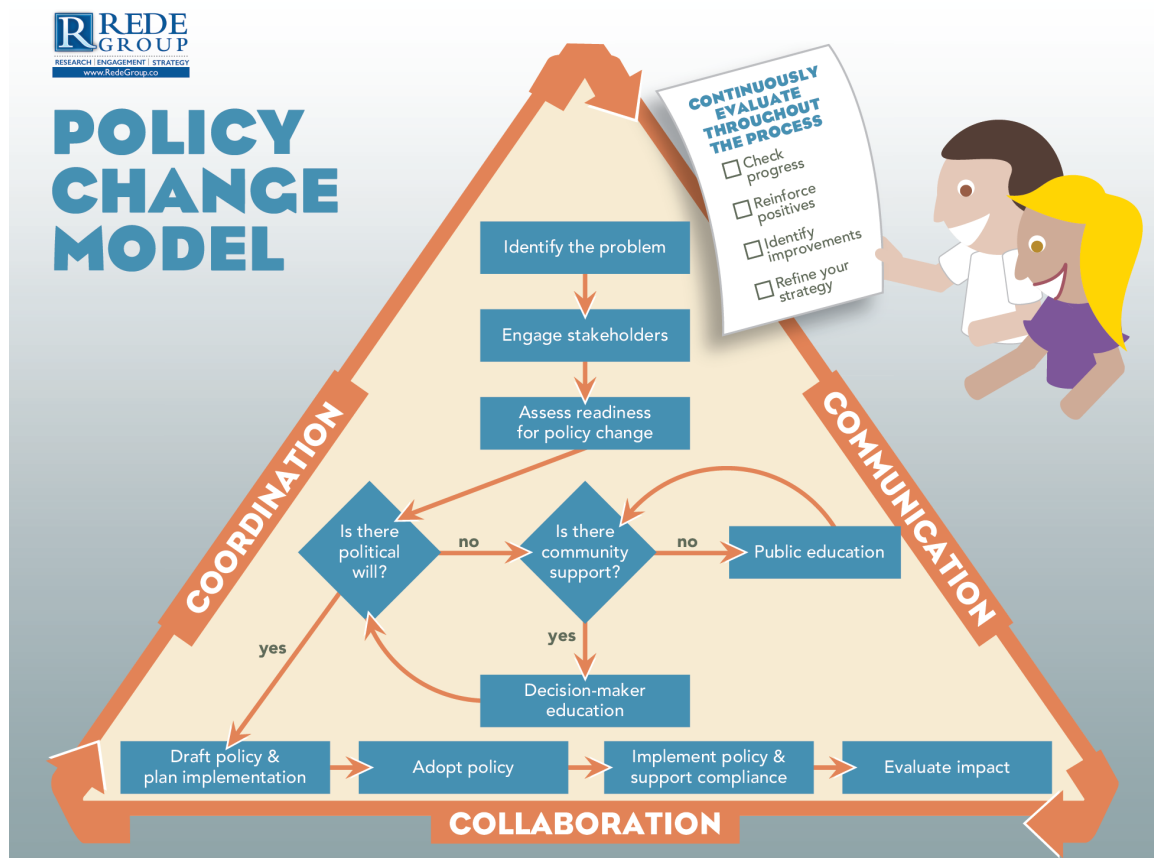 R REDE
GROUP
RESEARCH | ENGAGEMENT | STRATEGY
www.RedeGroup.co
POLICY
CHANGE
MODEL
CONTINUOUSLY
EVALUATE
THROUGHOUT
THE PROCESS
Check
progress
Reinforce
positives
Identify
improvements
Refine your
strategy
Identify the problem
Engage stakeholders
Assess readiness
for policy change
COORDINATION
COMMUNICATION
Is there
political
will?
no
Is there
community
support?
no
Public education
yes
yes
Decision-maker
education
Draft policy &
plan implementation
Adopt policy
Implement policy &
support compliance
Evaluate impact
COLLABORATION